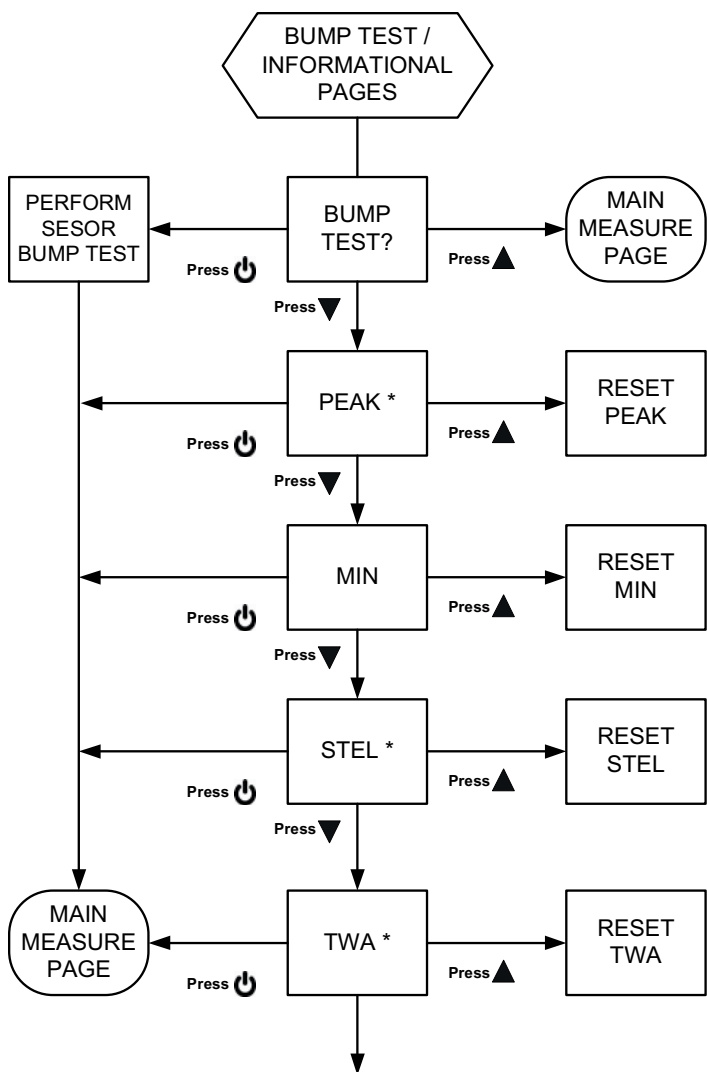 BUMP TEST /
INFORMATIONAL
PAGES
PERFORM
SESOR
BUMP TEST
BUMP
TEST?
MAIN
MEASURE
PAGE
Press
Press
Press
PEAK *
RESET
PEAK
Press
Press
Press
MIN
RESET
MIN
Press
Press
Press
STEL *
RESET
STEL
Press
Press
Press
MAIN
MEASURE
PAGE
TWA *
RESET
TWA
Press
Press